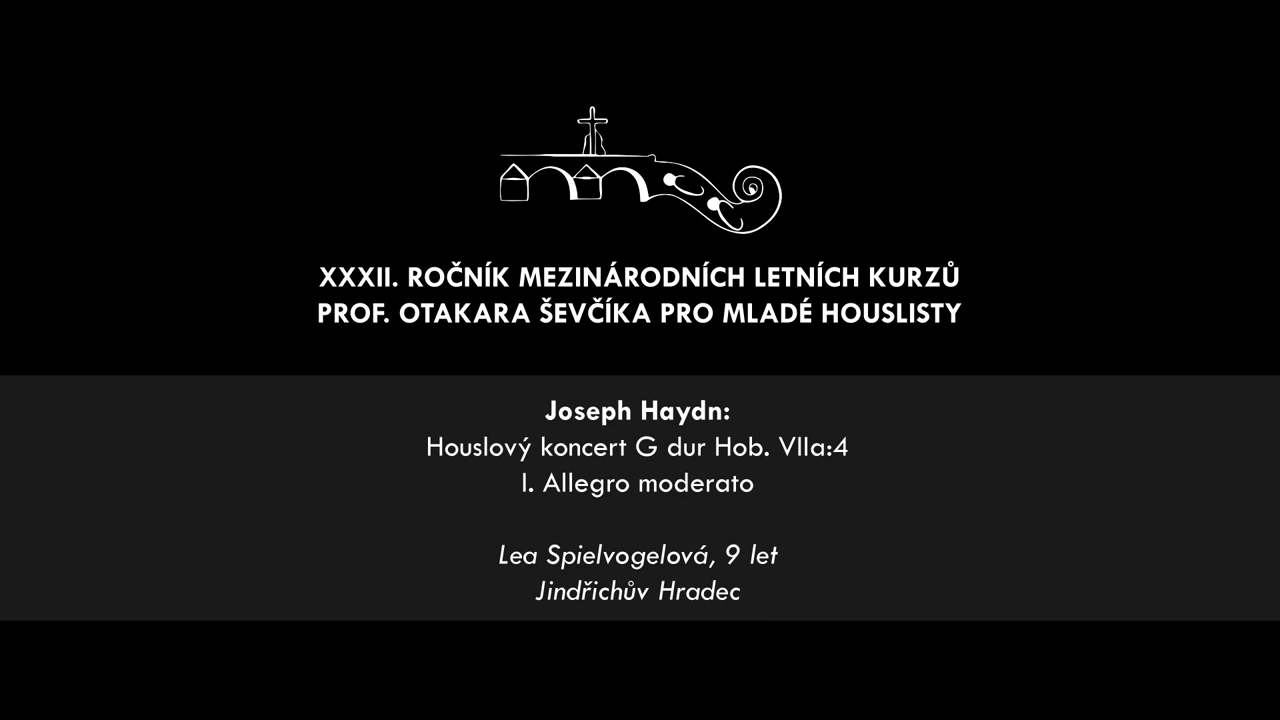 XXXII. ROČNÍK MEZINÁRODNÍCH LETNÍCH KURZŮ
PROF. OTAKARA ŠEVČÍKA PRO MLADÉ HOUSLISTY
Joseph Haydn:
Houslový koncert G dur Hob. VIIa:4
I. Allegro moderato
Lea Spielvogelová, 9 let
Jindřichův Hradec